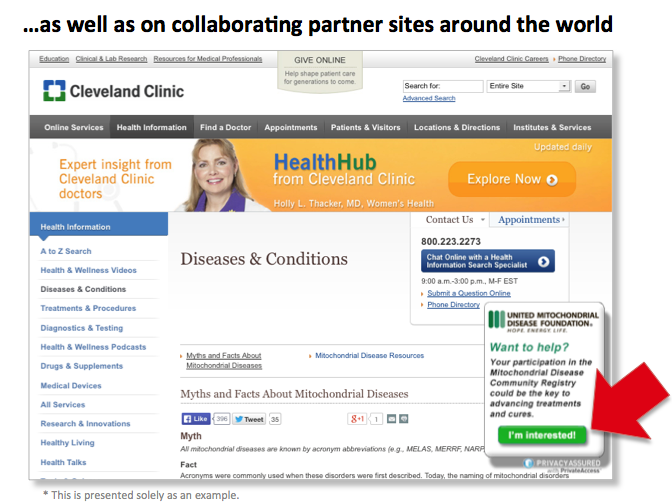 ...as well as on collaborating partner sites around the world
Education Clinical & Lab Research Resources for Medical Professionals
GIVE ONLINE
Help shape patient care
for generations to come.
Cleveland Clinic Careers Phone Directory
Cleveland Clinic
Search for: Entire Site Go
Advanced Search
Online Services Health Information Find a Doctor Appointments Patients & Visitors Locations & Directions Institutes & Services
Updated daily
Expert insight from
Cleveland Clinic
doctors
HealthHub
from Cleveland Clinic
Explore Now
Holly L. Thacker, MD, Women's Health
Health Information
A to Z Search
Health & Wellness Videos
Diseases & Conditions
Treatments & Procedures
Diagnostics & Testing
Health & Wellness Podcasts
Drugs & Supplements
Medical Devices
All Services
Research & Innovations
Healthy Living
Health Talks
Diseases & Conditions
Contact Us Appointments
800.223.2273
Chat Online with a Health
Information Search Specialist
9:00 a.m.-3:00 p.m., M-F EST
Submit a Question Online
Phone Directory
Myths and Facts About
Mitochondrial Diseases
Mitochondrial Disease Resources
Myths and Facts About Mitochondrial Diseases
Like 396 Tweet 35 g+1 1
Myth
All mitochondrial diseases are known by acronym abbreviations (e.g., MELAS, MERRF, NARP
Fact
Acronyms were commonly used when these disorders were first described. Today, the naming of mitochondrial disorders
UNITED MITOCHONDRIAL
DISEASE FOUNDATION
HOPE. ENERGY. LIFE.
Want to help?
Your participation in the
Mitochondrial Disease
Community Registry
could be the key to
advancing treatments
and cures.
I'm interested!
PRIVACYASSURED
with PrivateAccess
* This is presented solely as an example.